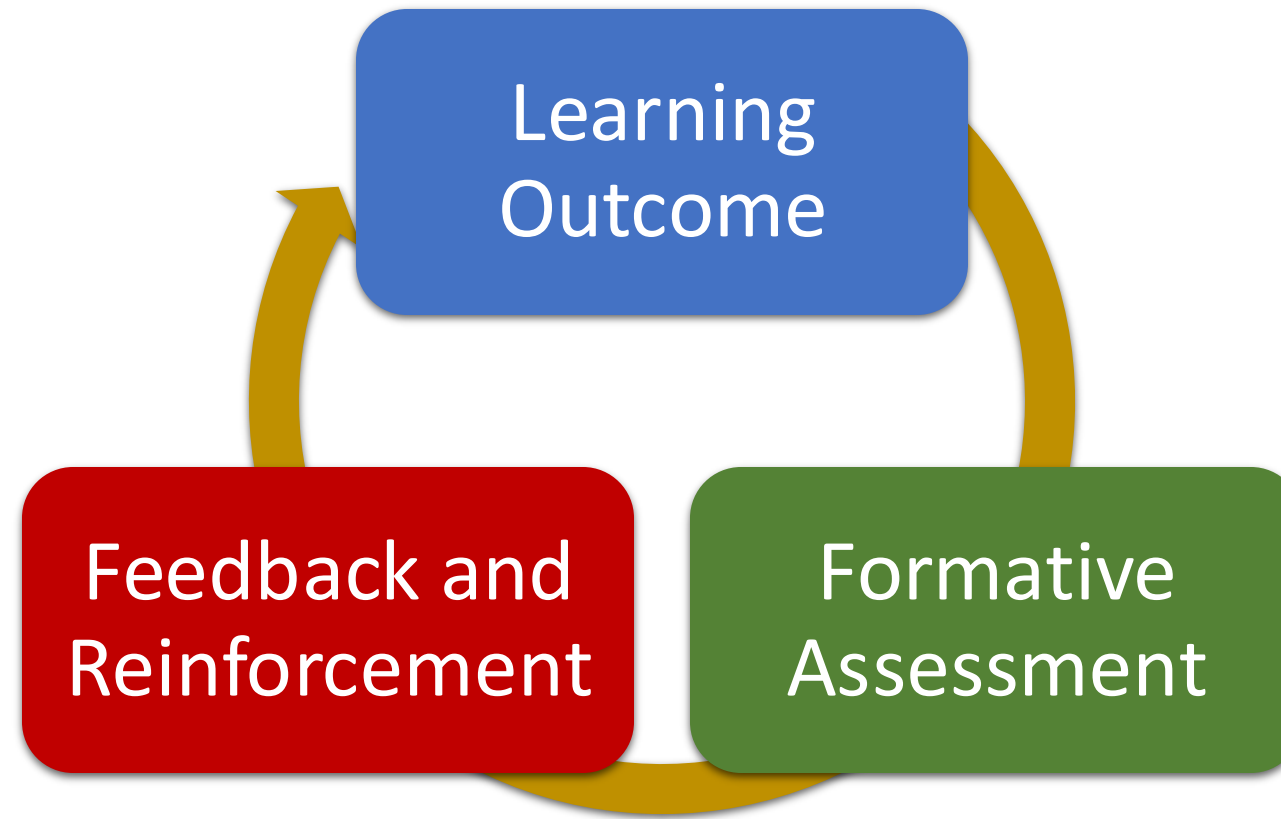 Learning
Outcome
Feedback and
Reinforcement
Formative
Assessment